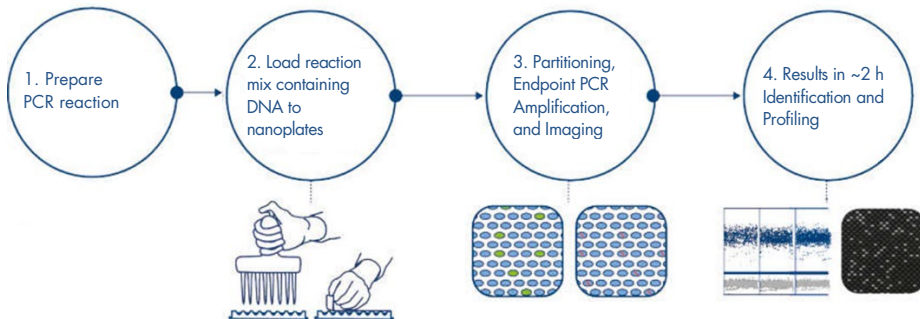 1. Prepare
PCR reaction
2. Load reaction
mix containing
DNA to
nanoplates
3. Partitioning,
Endpoint PCR
Amplification,
and Imaging
4. Results in ~2 h
Identification and
Profiling